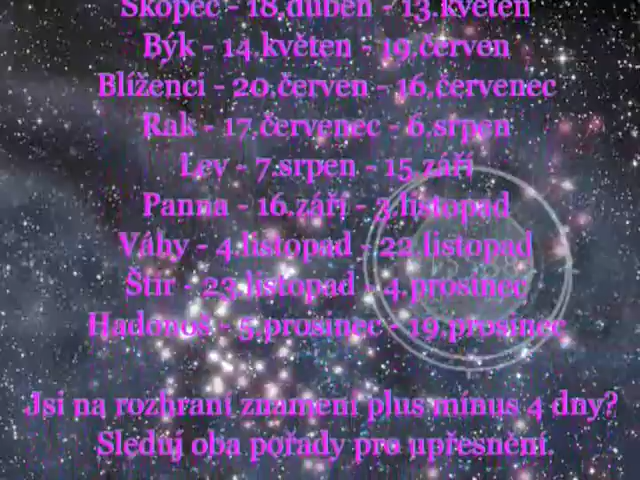 Skopec - 18.duben - 13.květen
Býk - 14.květen - 19.červen
Blíženci - 20.červen - 16.červenec
Rak - 17.červenec - 6.srpen
Lev - 7.srpen - 15.září
Panna - 16.září - 3.listopad
Váhy - 4.listopad - 22.listopad
Štír - 23.listopad - 4.prosinec
Hadonoš - 5.prosinec - 19.prosinec
Jsi na rozhraní znamení plus mínus 4 dny?
Sleduj oba pořady pro upřesnění.